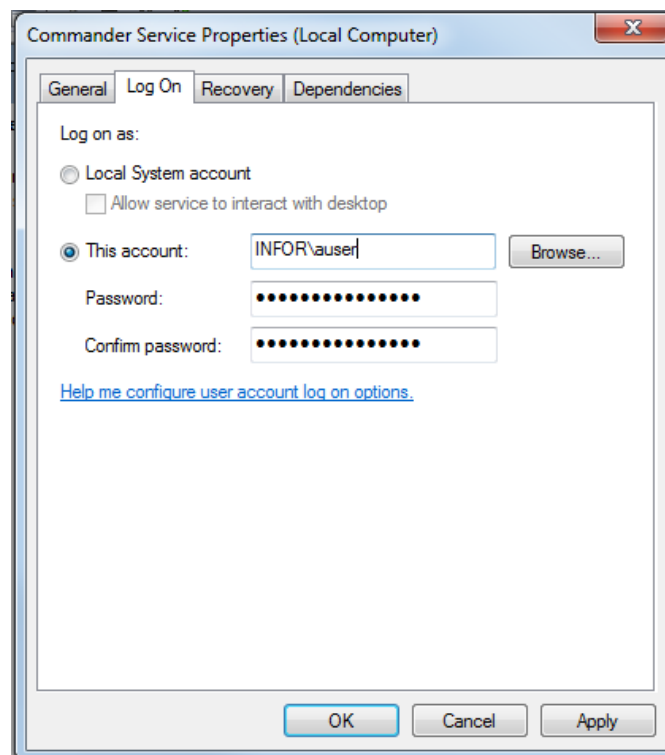 Commander Service Properties (Local Computer)
General Log On Recovery Dependencies
Log on as:
Local System account
Allow service to interact with desktop
This account: INFOR\auser Browse...
Password: •••••••••••••••
Confirm password: •••••••••••••••
Help me configure user account log on options.
OK Cancel Apply